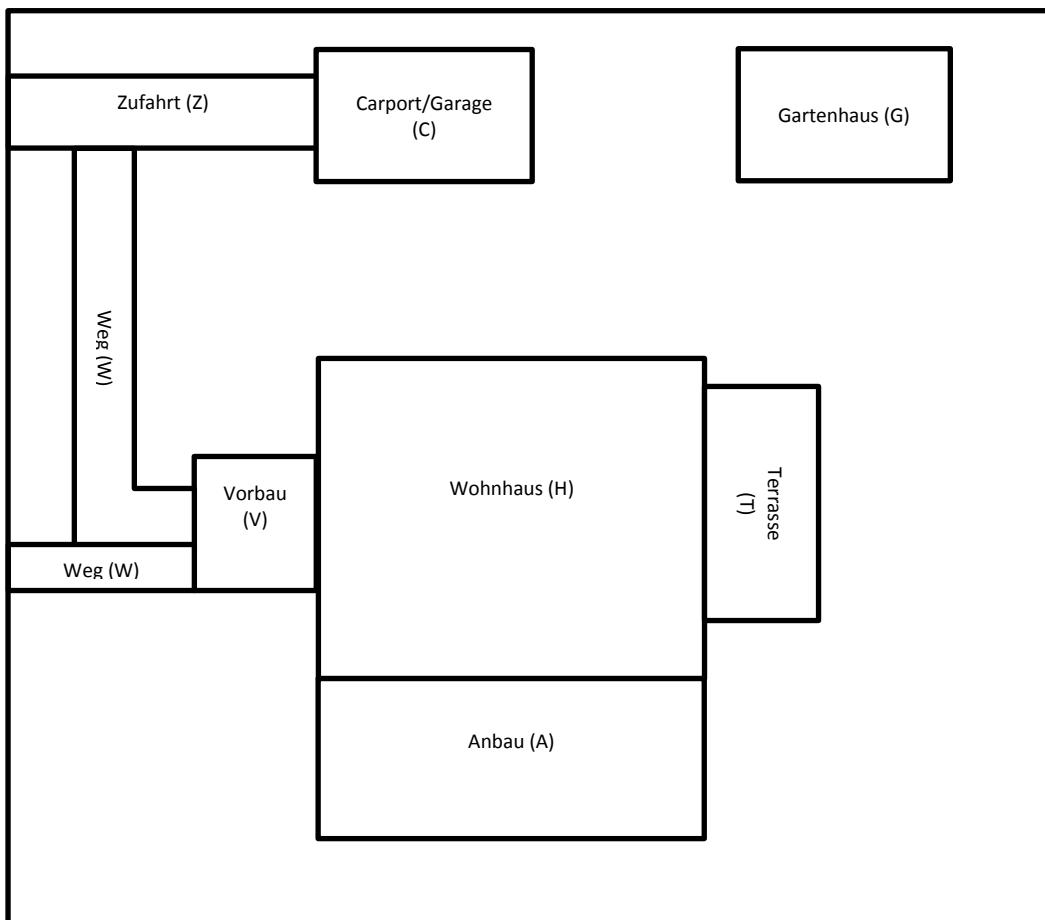 Zufahrt (Z)
Carport/Garage
(C)
Gartenhaus (G)
Weg (W)
Vorbau
(V)
Wohnhaus (H)
Terrasse
(T)
Weg (W)
Anbau (A)